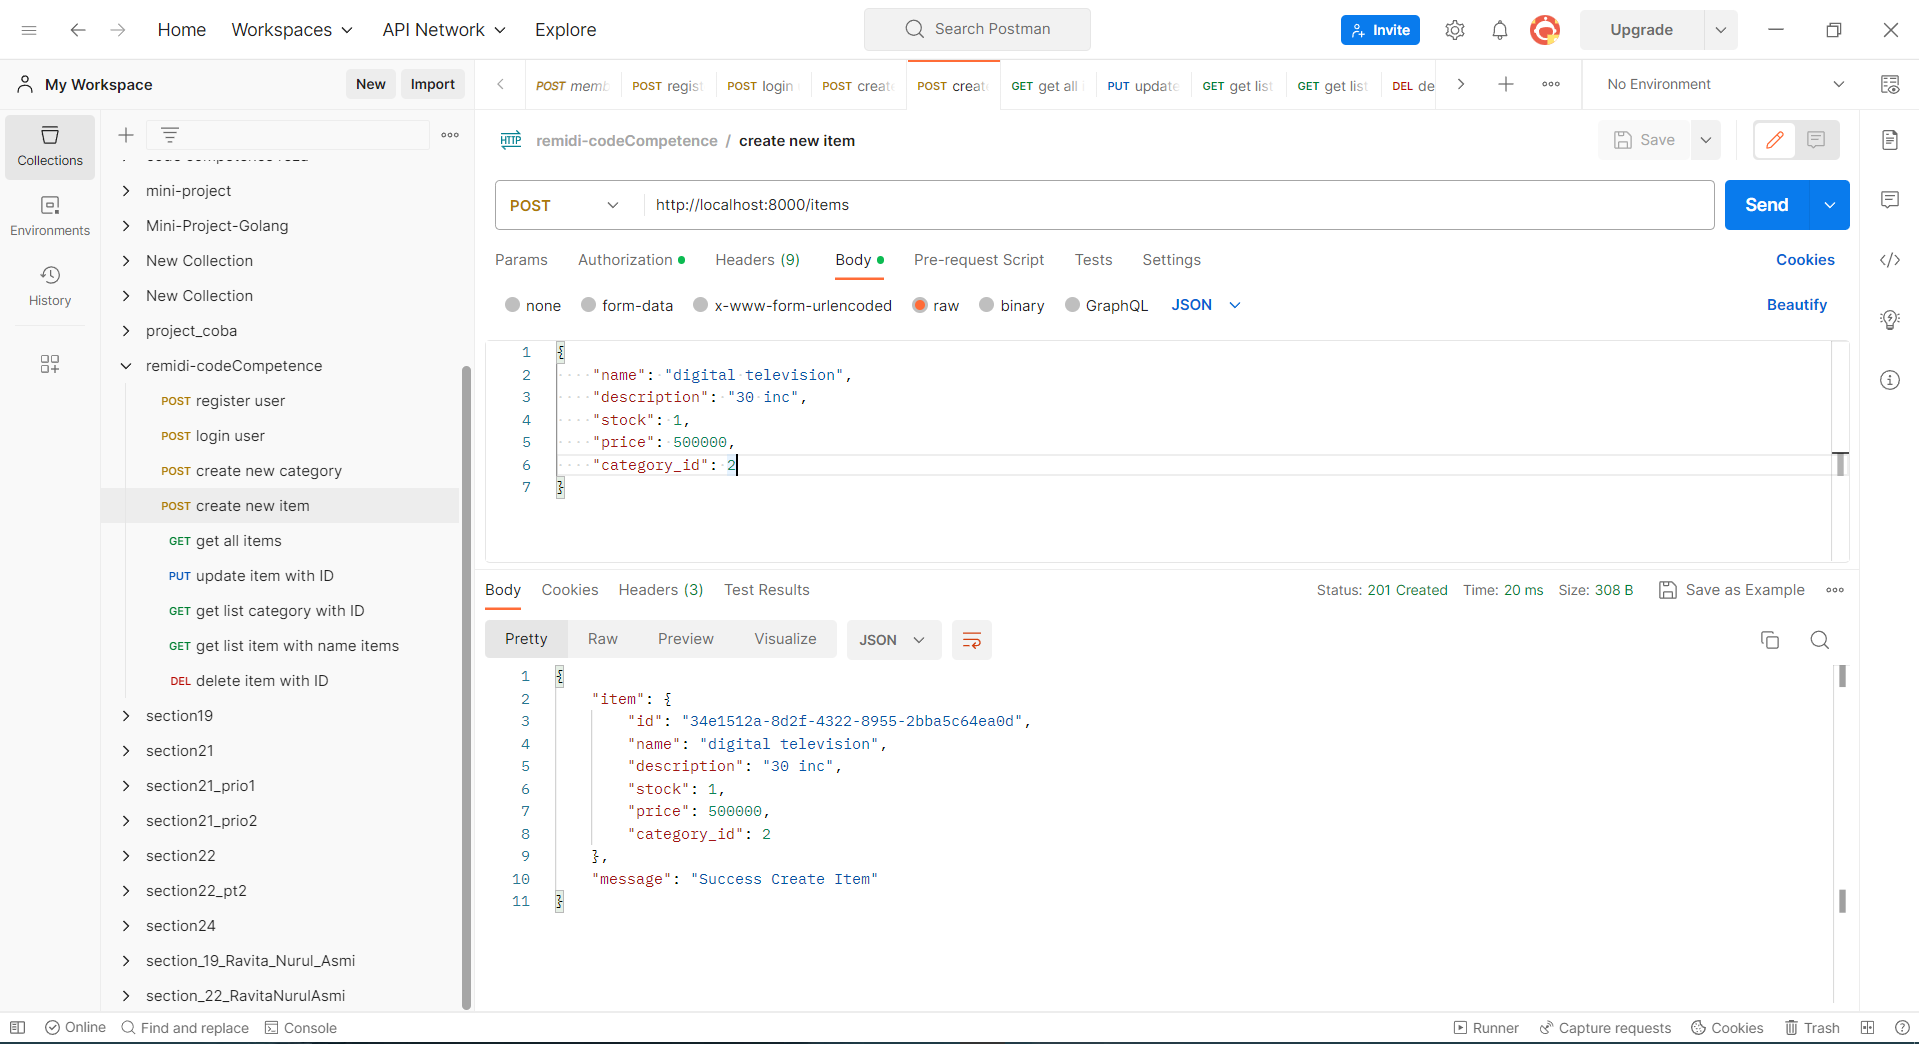 Home
Workspaces
API Network
Explore
Search Postman
Invite
Upgrade
My Workspace
New
Import
POST memb
POST regist
POST login
POST create
POST create
GET get all
PUT update
GET get list
GET get list
DEL de
No Environment
Collections
Environments
History
mini-project
Mini-Project-Golang
New Collection
New Collection
project_coba
remidi-codeCompetence
POST register user
POST login user
POST create new category
POST create new item
GET get all items
PUT update item with ID
GET get list category with ID
GET get list item with name items
DEL delete item with ID
section19
section21
section21_prio1
section21_prio2
section22
section22_pt2
section24
section_19_Ravita_Nurul_Asmi
section_22_RavitaNurulAsmi
HTTP remidi-codeCompetence / create new item
Save
POST http://localhost:8000/items
Send
Params Authorization Headers (9) Body Pre-request Script Tests Settings Cookies
none form-data x-www-form-urlencoded raw binary GraphQL JSON Beautify
1 {
2 "name": "digital television",
3 "description": "30 inc",
4 "stock": 1,
5 "price": 500000,
6 "category_id": 2
7 }
Body Cookies Headers (3) Test Results Status: 201 Created Time: 20 ms Size: 308 B Save as Example
Pretty Raw Preview Visualize JSON
1 {
2 "item": {
3 "id": "34e1512a-8d2f-4322-8955-2bba5c64ea0d",
4 "name": "digital television",
5 "description": "30 inc",
6 "stock": 1,
7 "price": 500000,
8 "category_id": 2
9 },
10 "message": "Success Create Item"
11 }
Online Find and replace Console Runner Capture requests Cookies Trash